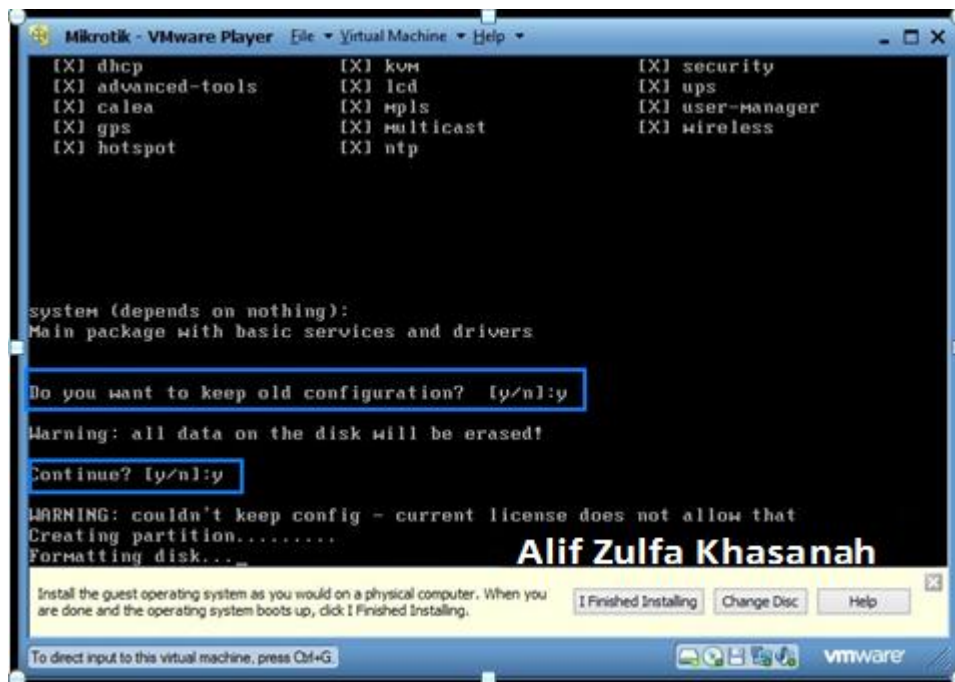 Mikrotik - VMware Player File Virtual Machine Help
[X] dhcp [X] kvm [X] security
[X] advanced-tools [X] lcd [X] ups
[X] calea [X] mpls [X] user-manager
[X] gps [X] multicast [X] wireless
[X] hotspot [X] ntp
system (depends on nothing):
Main package with basic services and drivers
Do you want to keep old configuration? [y/n]:y
Warning: all data on the disk will be erased!
Continue? [y/n]:y
WARNING: couldn't keep config - current license does not allow that
Creating partition.........
Formatting disk..._
Alif Zulfa Khasanah
Install the guest operating system as you would on a physical computer. When you
are done and the operating system boots up, click I Finished Installing.
I Finished Installing Change Disc Help
To direct input to this virtual machine, press Ctrl+G.
vmware